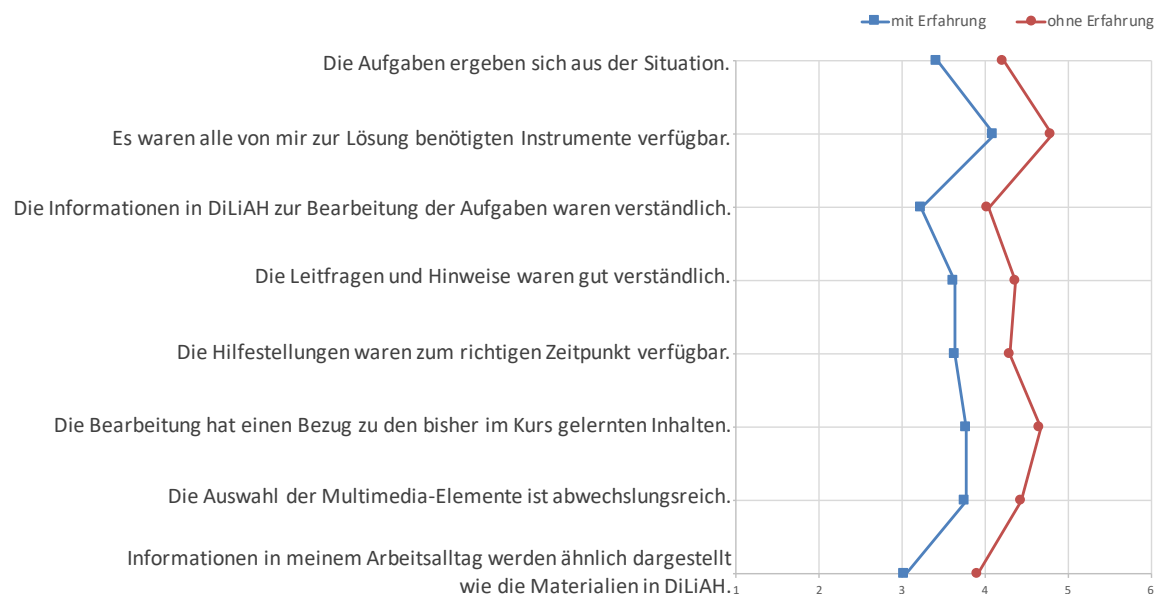 mit Erfahrung
ohne Erfahrung
Die Aufgaben ergeben sich aus der Situation.
Es waren alle von mir zur Lösung benötigten Instrumente verfügbar.
Die Informationen in DiLiAH zur Bearbeitung der Aufgaben waren verständlich.
Die Leitfragen und Hinweise waren gut verständlich.
Die Hilfestellungen waren zum richtigen Zeitpunkt verfügbar.
Die Bearbeitung hat einen Bezug zu den bisher im Kurs gelernten Inhalten.
Die Auswahl der Multimedia-Elemente ist abwechslungsreich.
Informationen in meinem Arbeitsalltag werden ähnlich dargestellt
wie die Materialien in DiLiAH.
1 2 3 4 5 6